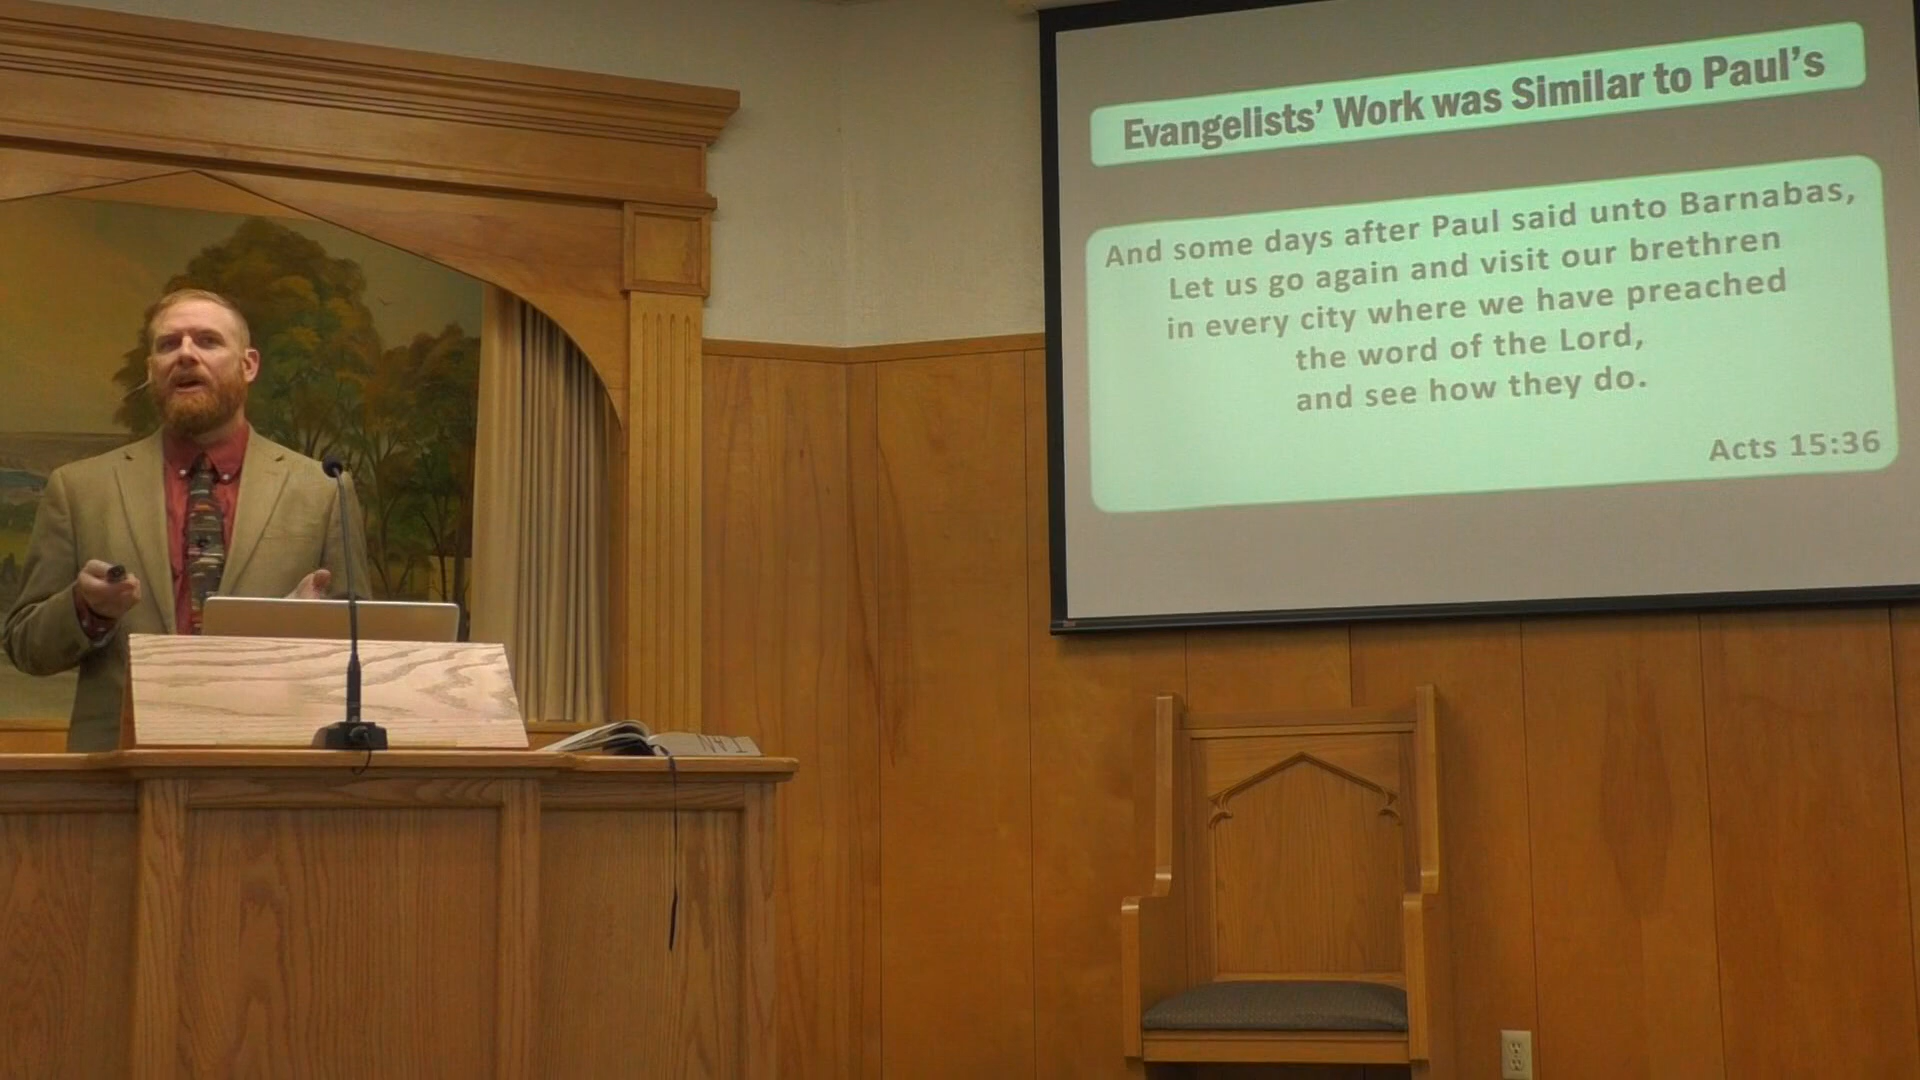 Evangelists' Work was Similar to Paul's
And some days after Paul said unto Barnabas,
Let us go again and visit our brethren
in every city where we have preached
the word of the Lord,
and see how they do.
Acts 15:36